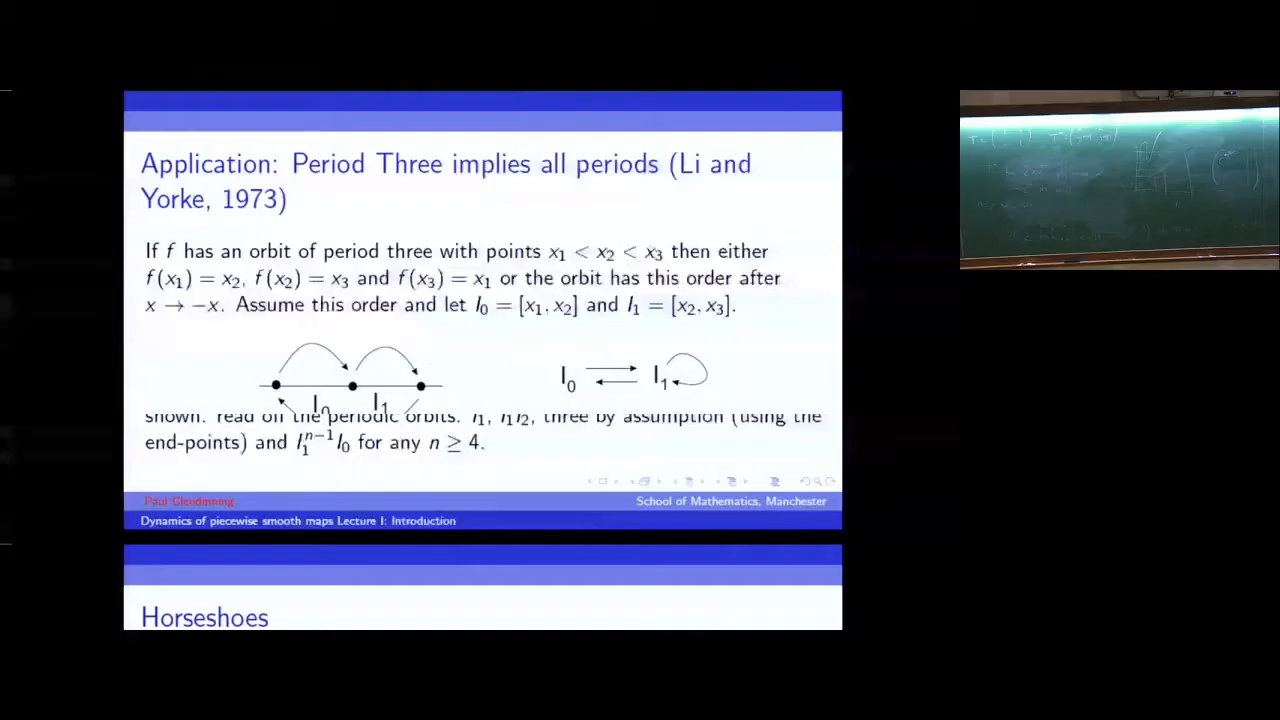 Application: Period Three implies all periods (Li and
Yorke, 1973)
If f has an orbit of period three with points x₁ < x₂ < x₃ then either
f(x₁) = x₂, f(x₂) = x₃ and f(x₃) = x₁ or the orbit has this order after
x → −x. Assume this order and let I₀ = [x₁, x₂] and I₁ = [x₂, x₃].
I₀ I₁
I₀ I₁
shown. read off the periodic orbits. I₁, I₁I₂, three by assumption (using the
end-points) and I₁ⁿ⁻¹I₀ for any n ≥ 4.
Paul Glendinning School of Mathematics, Manchester
Dynamics of piecewise smooth maps Lecture I: Introduction
Horseshoes